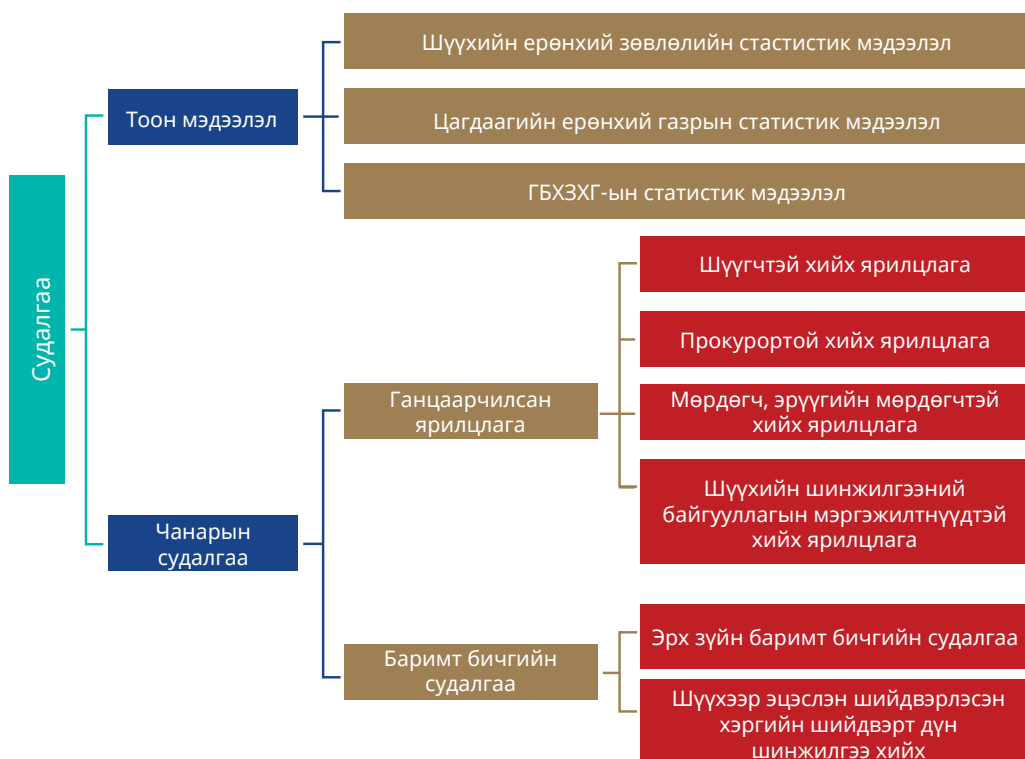 Судалгаа
Тоон мэдээлэл
Шүүхийн ерөнхий зөвлөлийн стастистик мэдээлэл
Цагдаагийн ерөнхий газрын статистик мэдээлэл
ГБХЗХГ-ын статистик мэдээлэл
Чанарын
судалгаа
Ганцаарчилсан
ярилцлага
Шүүгчтэй хийх ярилцлага
Прокурортой хийх ярилцлага
Мөрдөгч, эрүүгийн мөрдөгчтэй
хийх ярилцлага
Шүүхийн шинжилгээний
байгууллагын мэргэжилтнүүдтэй
хийх ярилцлага
Баримт бичгийн
судалгаа
Эрх зүйн баримт бичгийн судалгаа
Шүүхээр эцэслэн шийдвэрлэсэн
хэргийн шийдвэрт дүн
шинжилгээ хийх